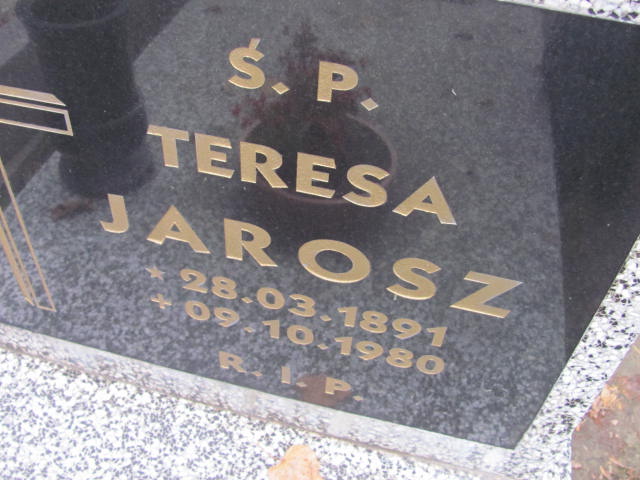 Ś. P.
TERESA
JAROSZ
* 28.03.1891
+ 09.10.1980
R. I. P.